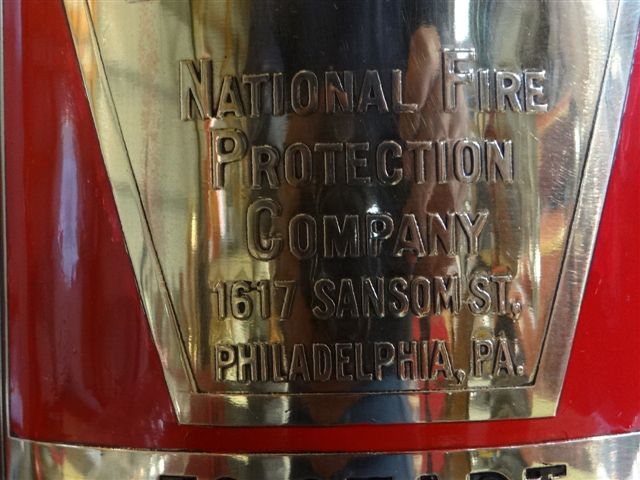 NATIONAL FIRE
PROTECTION
COMPANY
1617 SANSOM ST,
PHILADELPHIA, PA.